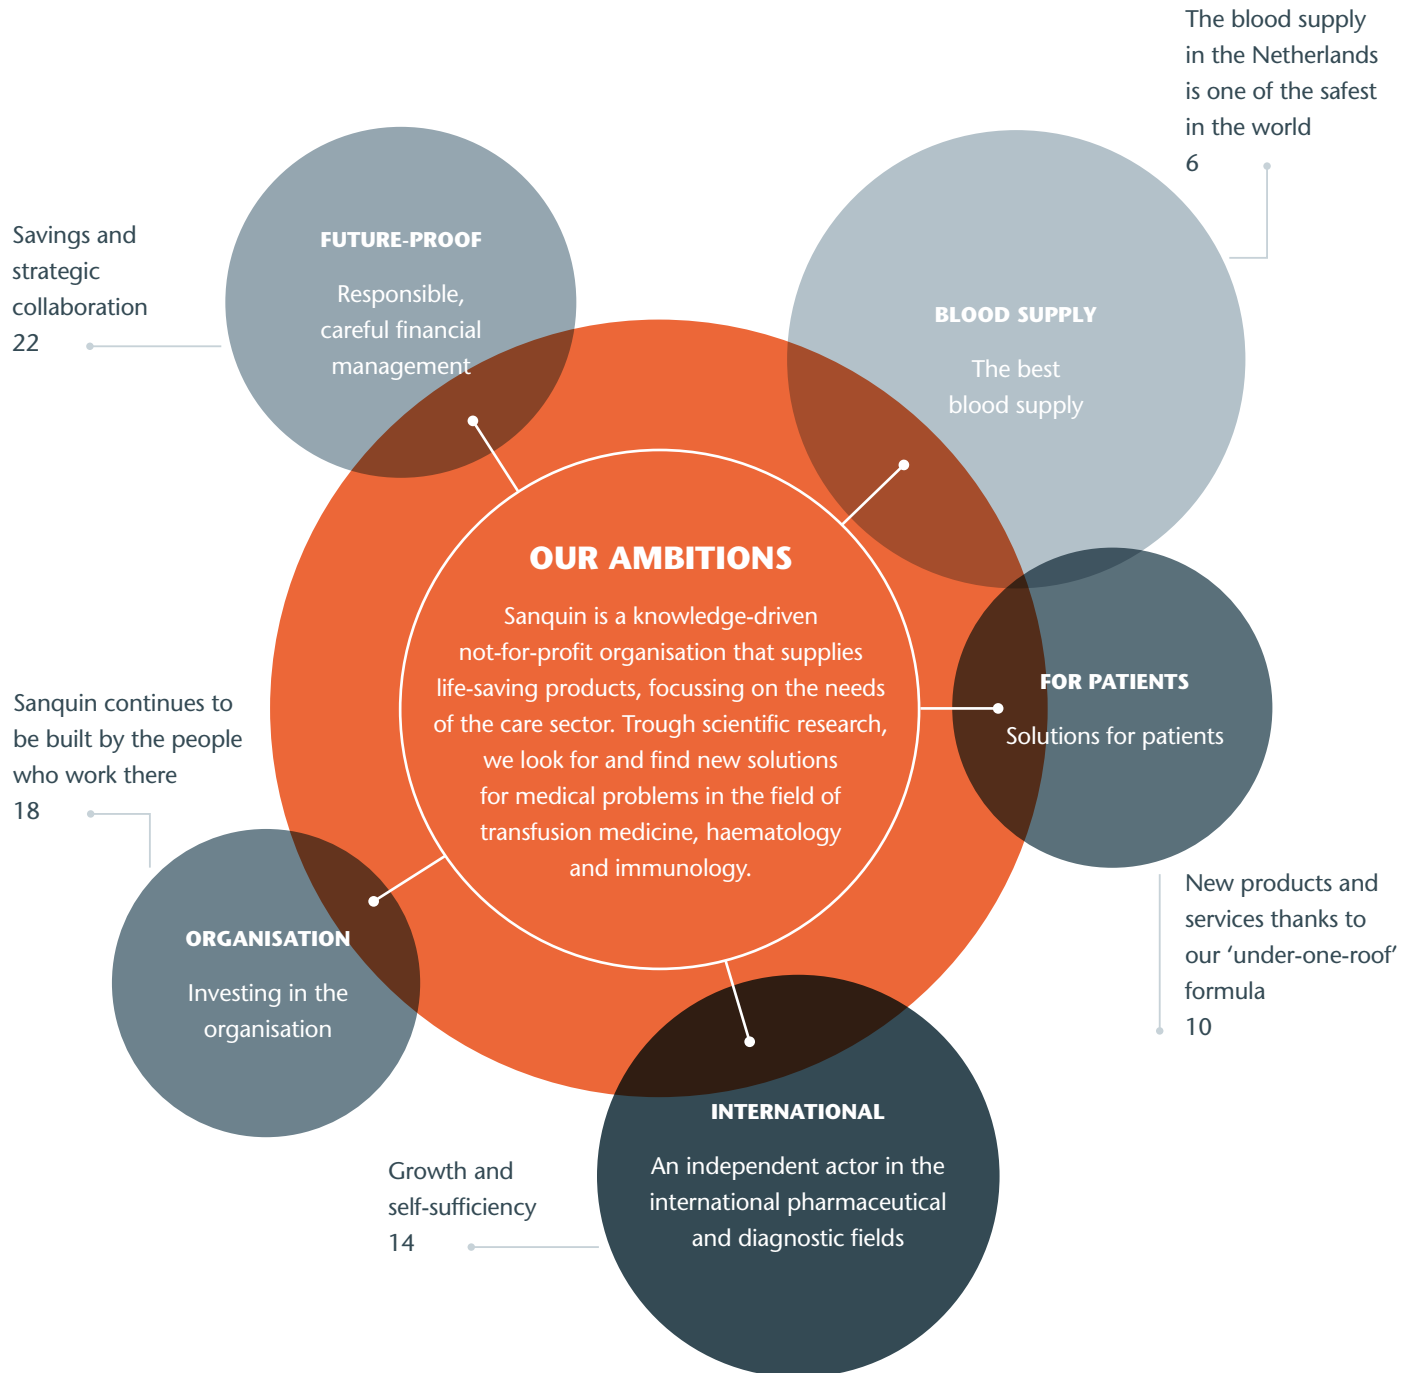 The blood supply
in the Netherlands
is one of the safest
in the world
6
Savings and
strategic
collaboration
22
FUTURE-PROOF
Responsible,
careful financial
management
BLOOD SUPPLY
The best
blood supply
OUR AMBITIONS
Sanquin is a knowledge-driven
not-for-profit organisation that supplies
life-saving products, focussing on the needs
of the care sector. Trough scientific research,
we look for and find new solutions
for medical problems in the field of
transfusion medicine, haematology
and immunology.
FOR PATIENTS
Solutions for patients
Sanquin continues to
be built by the people
who work there
18
ORGANISATION
Investing in the
organisation
New products and
services thanks to
our ‘under-one-roof’
formula
10
INTERNATIONAL
An independent actor in the
international pharmaceutical
and diagnostic fields
Growth and
self-sufficiency
14